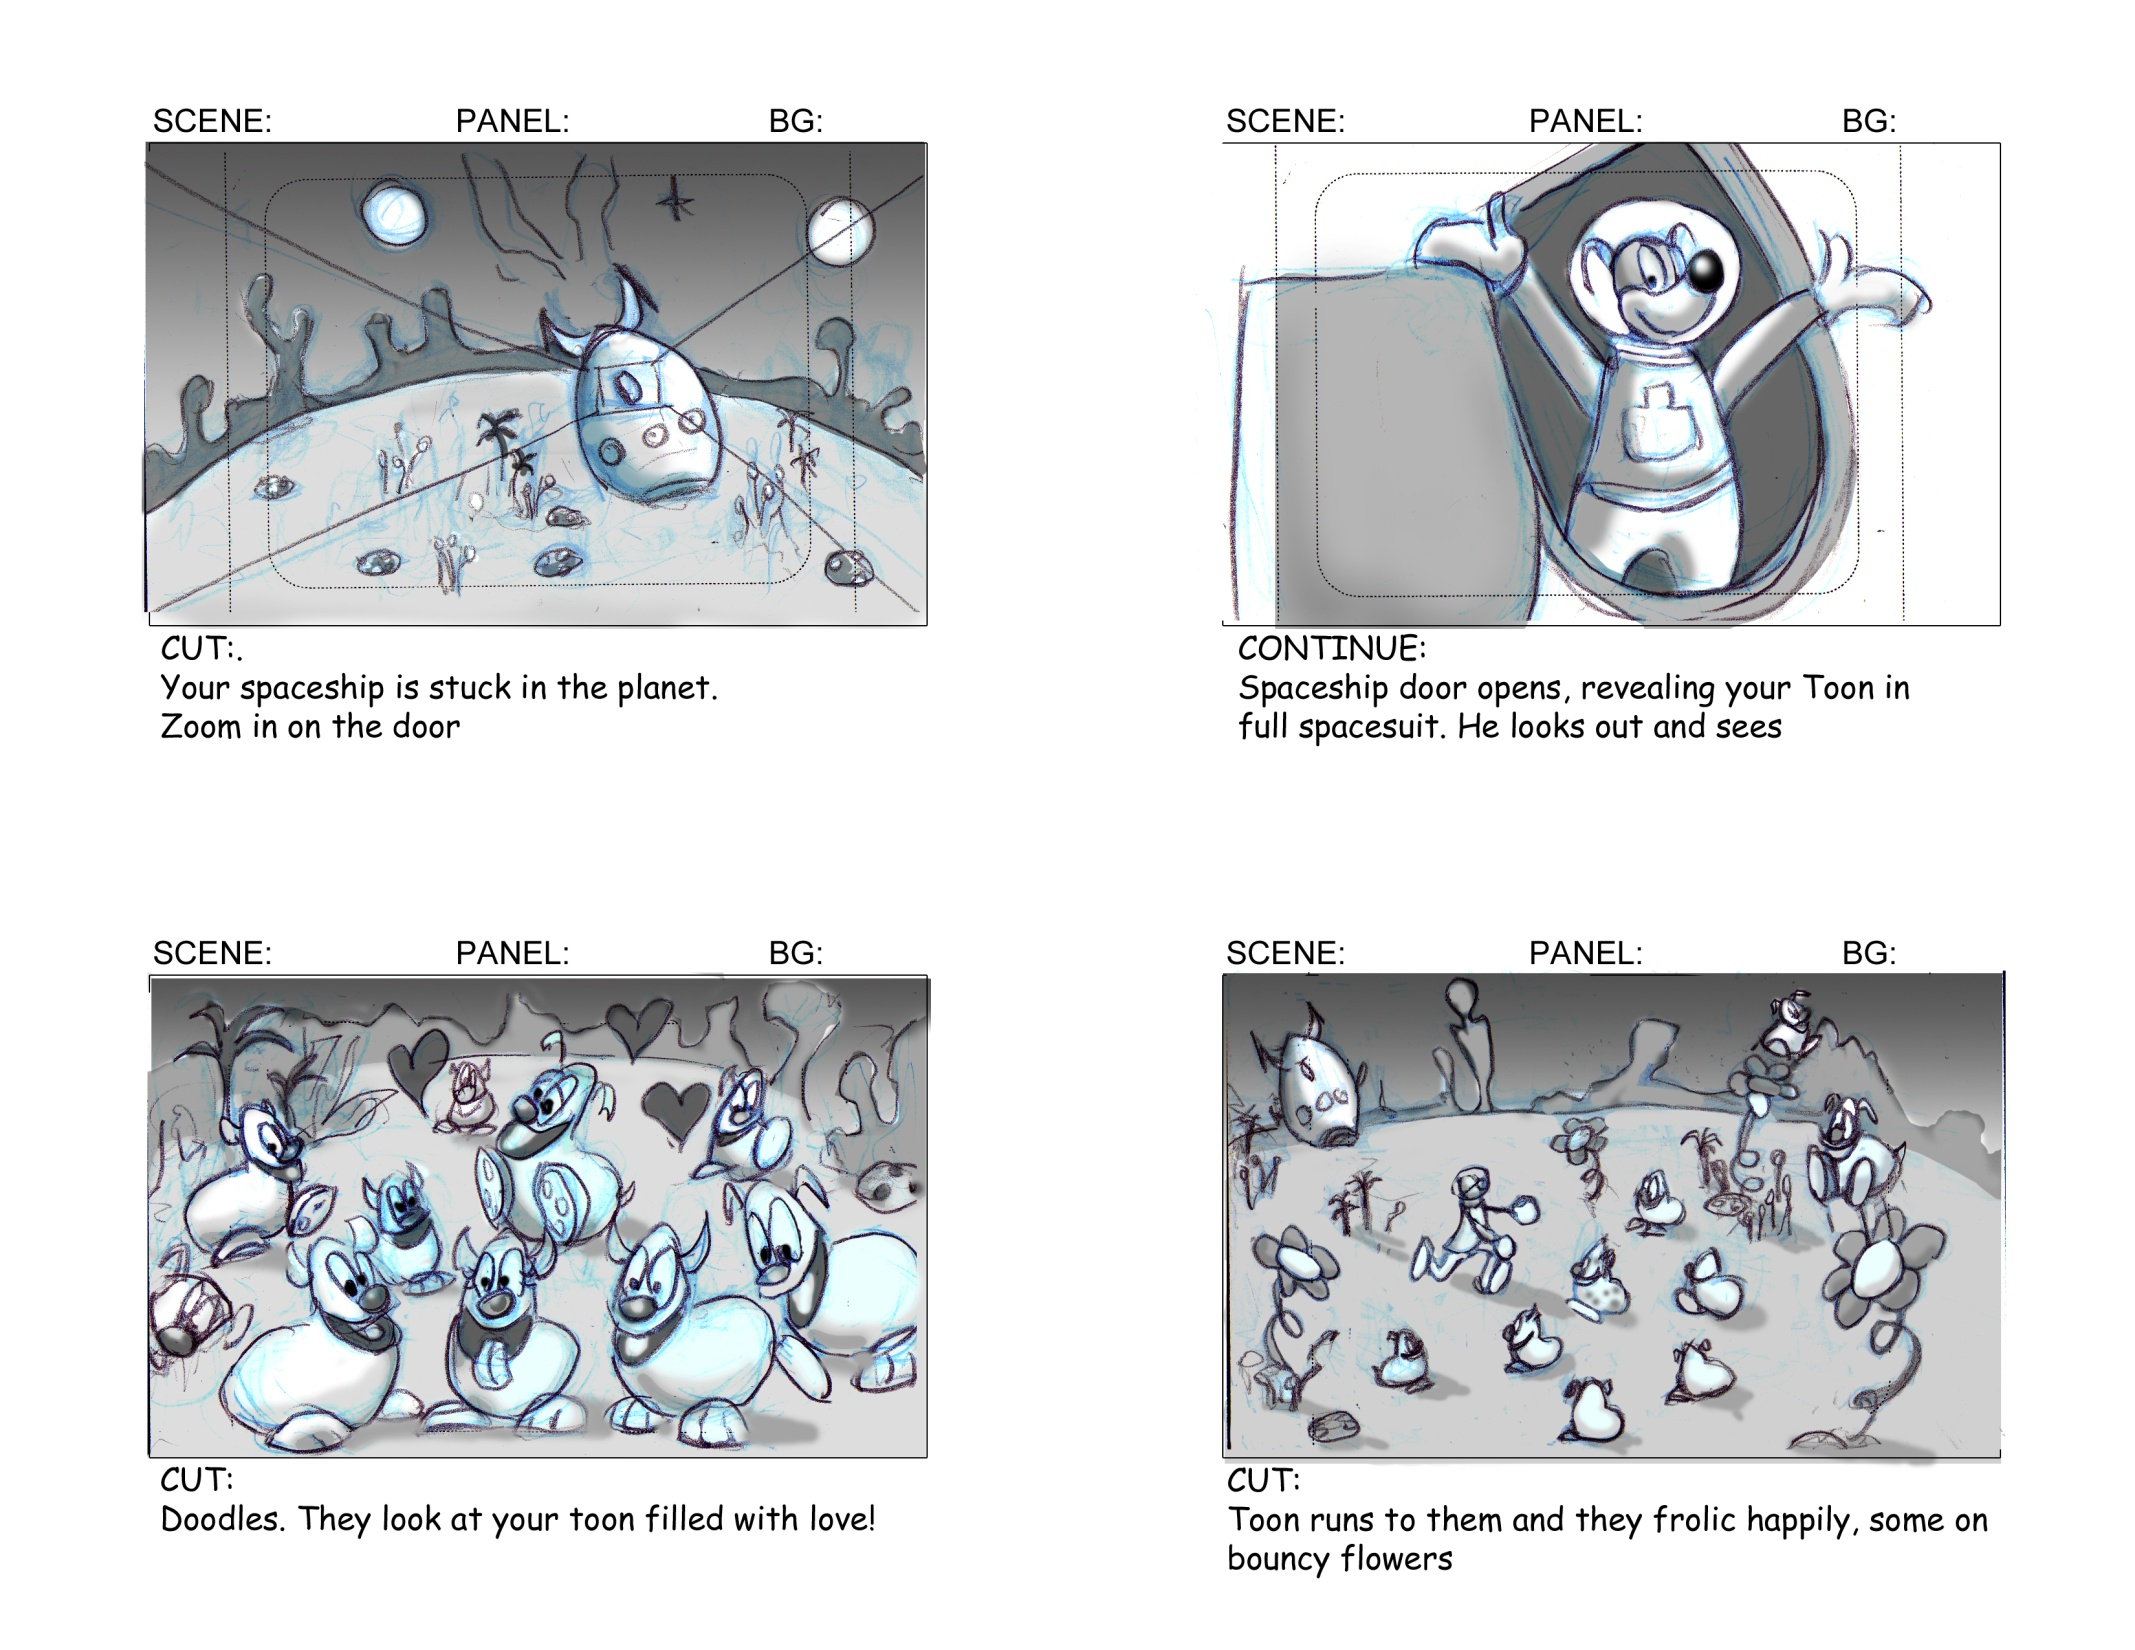 SCENE: PANEL: BG:
CUT:.
Your spaceship is stuck in the planet.
Zoom in on the door
SCENE: PANEL: BG:
CONTINUE:
Spaceship door opens, revealing your Toon in
full spacesuit. He looks out and sees
SCENE: PANEL: BG:
CUT:
Doodles. They look at your toon filled with love!
SCENE: PANEL: BG:
CUT:
Toon runs to them and they frolic happily, some on
bouncy flowers